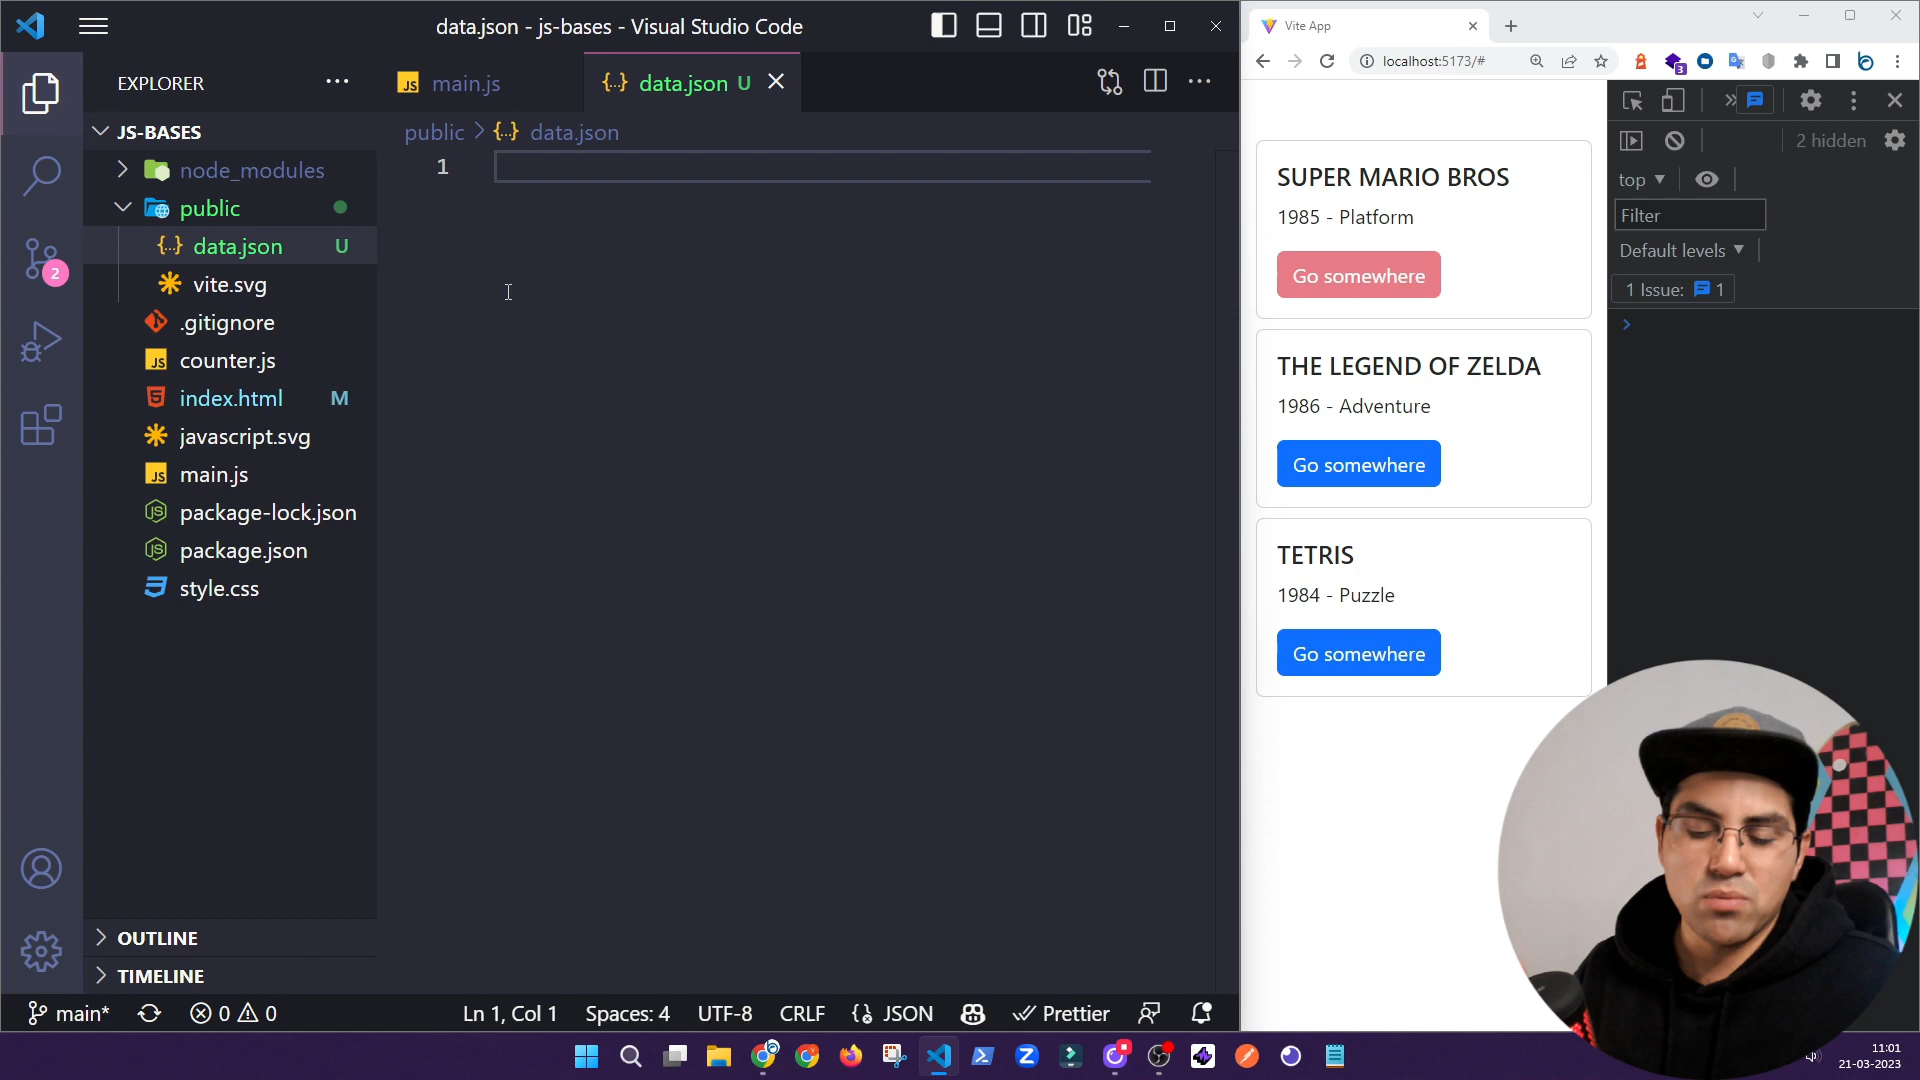 data.json - js-bases - Visual Studio Code
EXPLORER
JS-BASES
node_modules
public
data.json U
vite.svg
.gitignore
counter.js
index.html M
javascript.svg
main.js
package-lock.json
package.json
style.css
OUTLINE
TIMELINE
2
JS main.js
{..} data.json U
public > {..} data.json
1
main* 0 0 Ln 1, Col 1 Spaces: 4 UTF-8 CRLF JSON Prettier
Vite App
localhost:5173/#
3
SUPER MARIO BROS
1985 - Platform
Go somewhere
THE LEGEND OF ZELDA
1986 - Adventure
Go somewhere
TETRIS
1984 - Puzzle
Go somewhere
2 hidden
top
Filter
Default levels
1 Issue: 1
11:01
21-03-2023